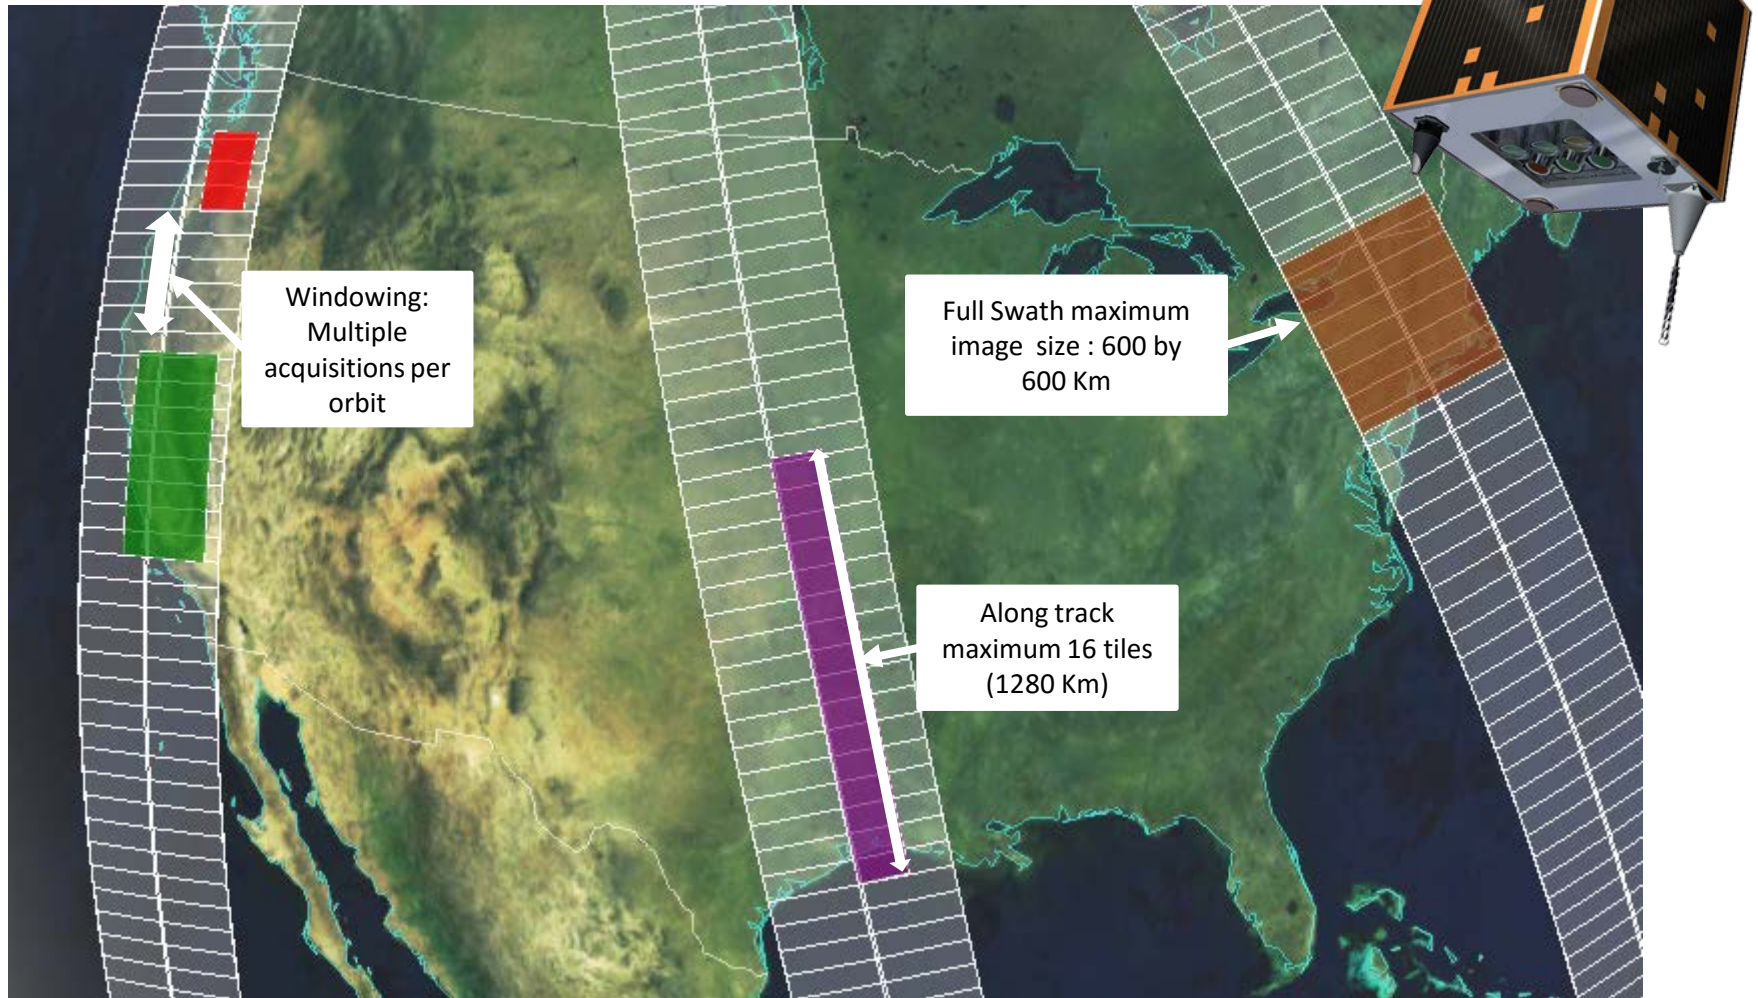 Windowing:
Multiple
acquisitions per
orbit
Full Swath maximum
image  size : 600 by
600 Km
Along track
maximum 16 tiles
(1280 Km)